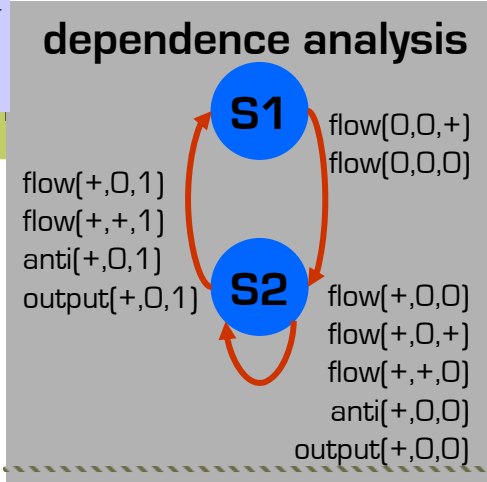 dependence analysis
S1
flow(0,0,+)
flow(0,0,0)
flow(+,0,1)
flow(+,+,1)
anti(+,0,1)
output(+,0,1)
S2
flow(+,0,0)
flow(+,0,+)
flow(+,+,0)
anti(+,0,0)
output(+,0,0)